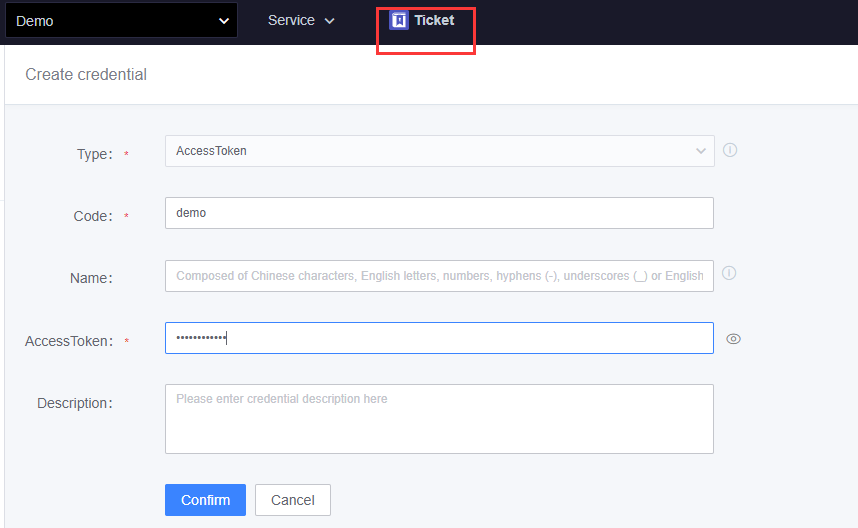 Demo Service Ticket
Create credential
Type: * AccessToken
Code: * demo
Name: Composed of Chinese characters, English letters, numbers, hyphens (-), underscores (_) or English
AccessToken: * ••••••••••••
Description: Please enter credential description here
Confirm Cancel